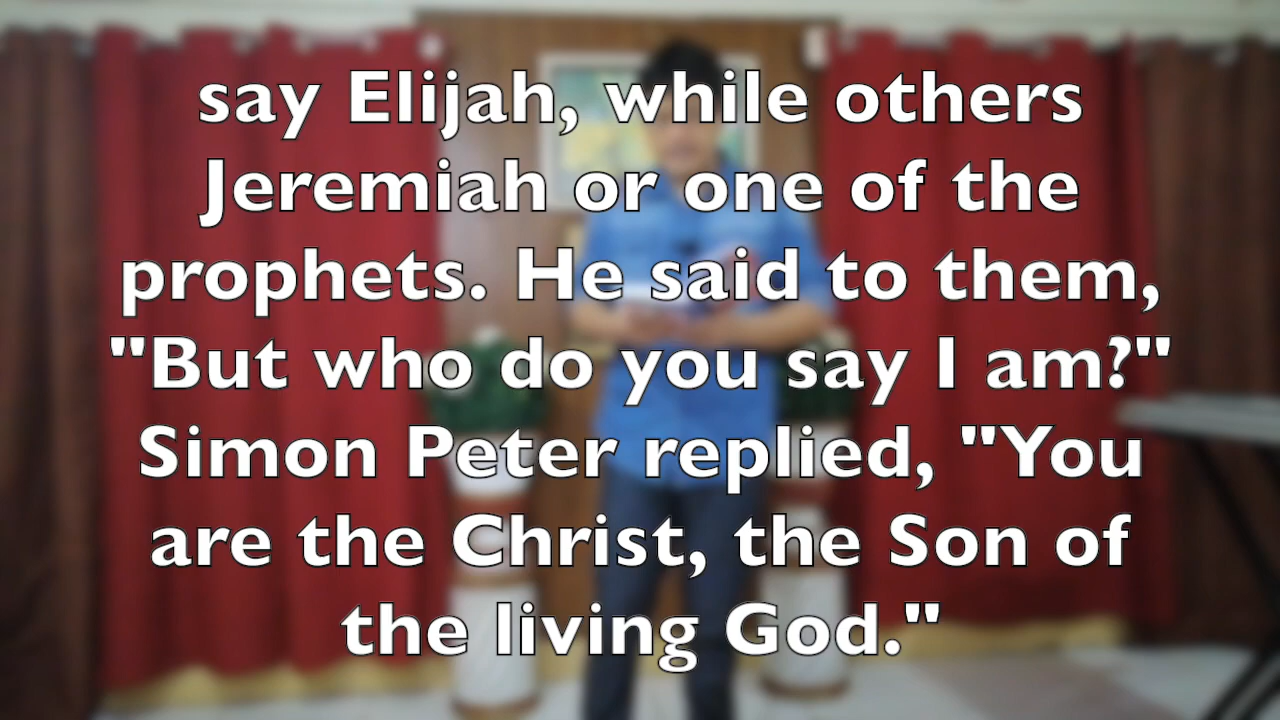 say Elijah, while others
Jeremiah or one of the
prophets. He said to them,
"But who do you say I am?"
Simon Peter replied, "You
are the Christ, the Son of
the living God."